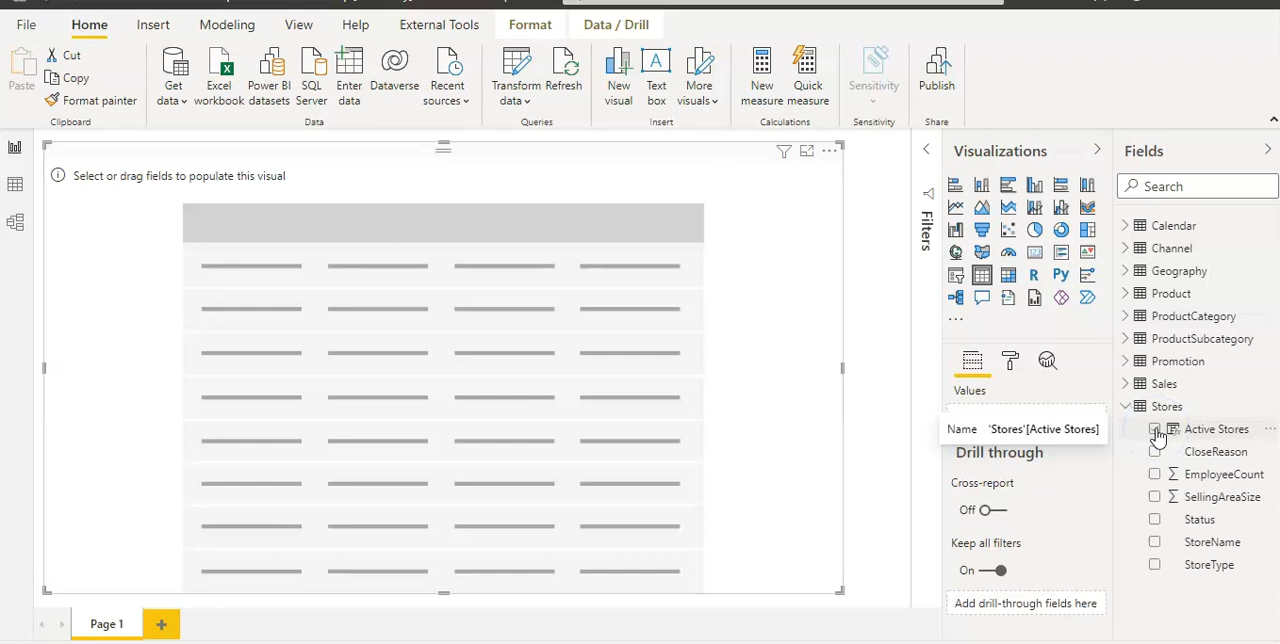 File Home Insert Modeling View Help External Tools Format Data / Drill
Paste
Cut
Copy
Format painter
Clipboard
Get data
Excel workbook
Power BI datasets
SQL Server
Enter data
Dataverse
Recent sources
Data
Transform data
Refresh
Queries
New visual
Text box
More visuals
Insert
New measure
Quick measure
Calculations
Sensitivity
Sensitivity
Publish
Share
Select or drag fields to populate this visual
Filters
Visualizations
R
Py
123
...
Values
Name 'Stores'[Active Stores]
Drill through
Cross-report
Off
Keep all filters
On
Add drill-through fields here
Fields
Search
Calendar
Channel
Geography
Product
ProductCategory
ProductSubcategory
Promotion
Sales
Stores
Active Stores
CloseReason
EmployeeCount
SellingAreaSize
Status
StoreName
StoreType
Page 1